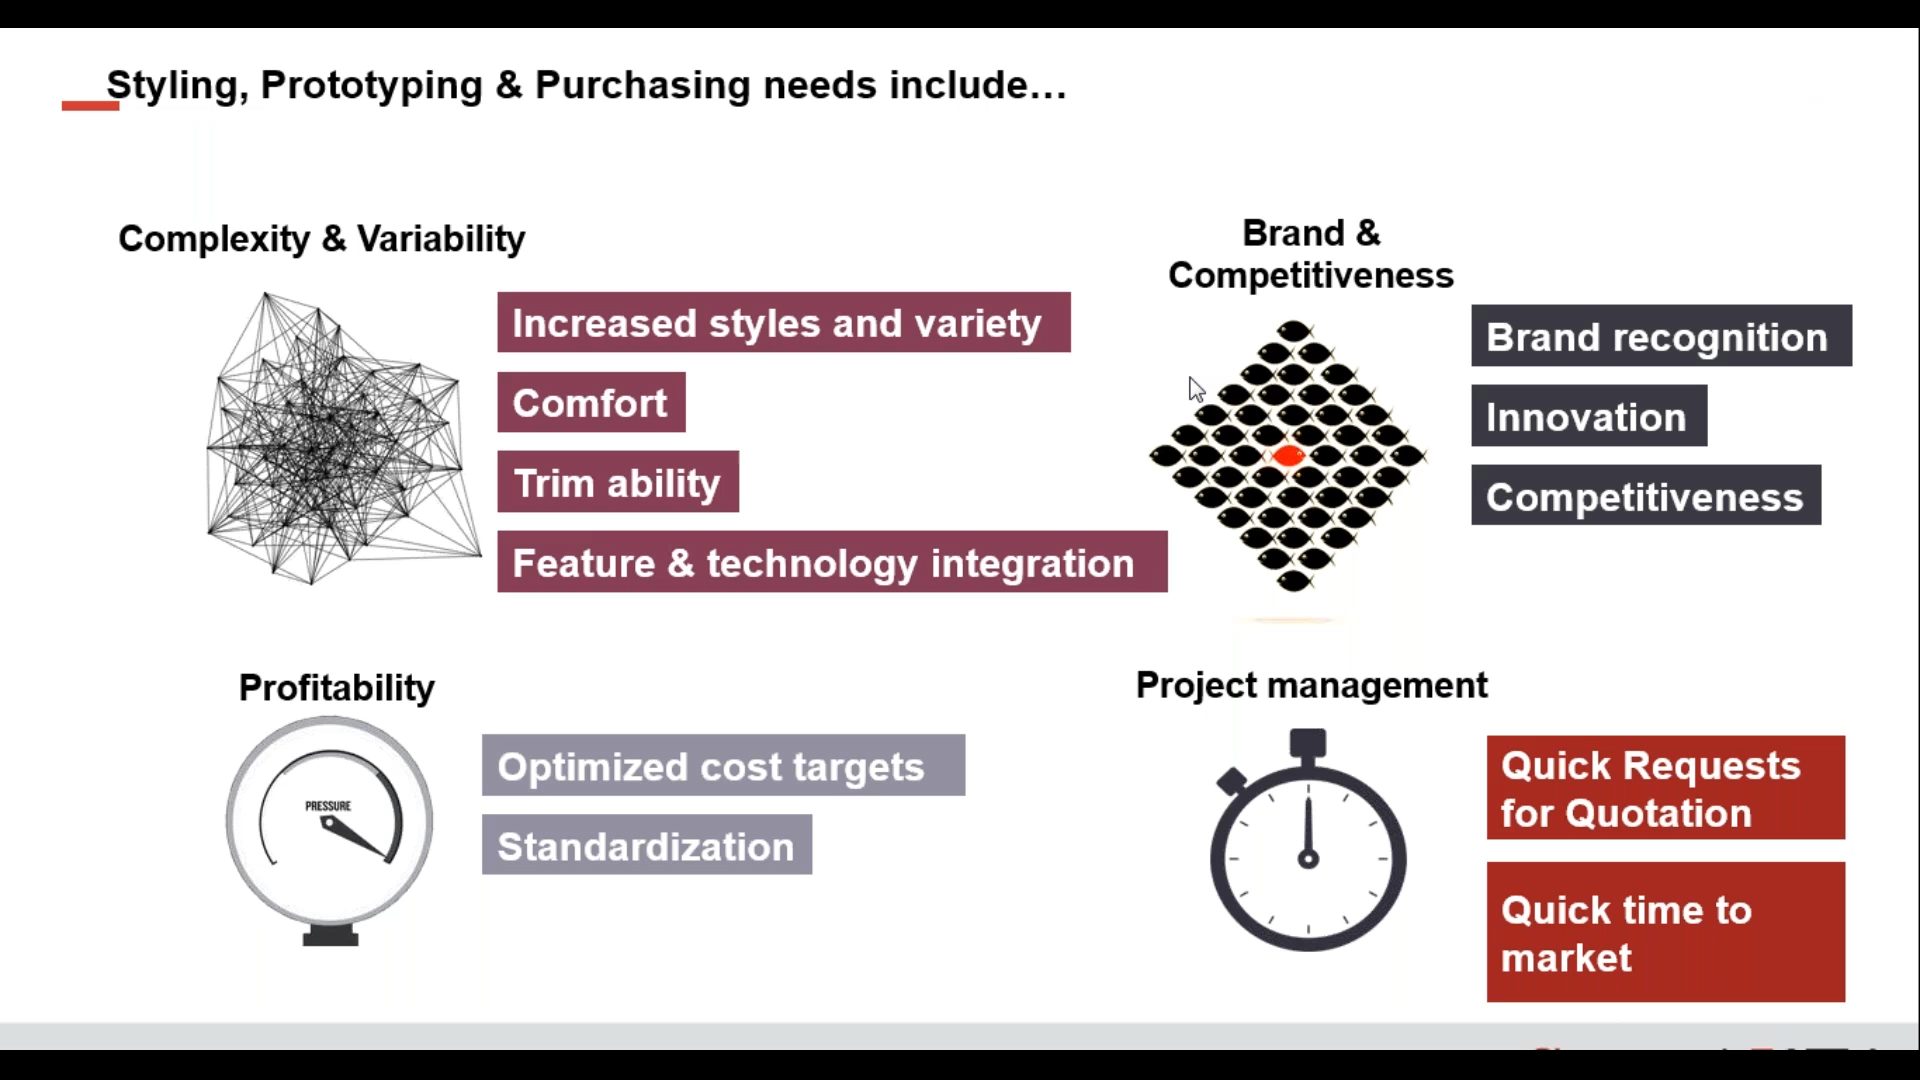 Styling, Prototyping & Purchasing needs include...
Complexity & Variability
Increased styles and variety
Comfort
Trim ability
Feature & technology integration
Brand &
Competitiveness
Brand recognition
Innovation
Competitiveness
Profitability
PRESSURE
Optimized cost targets
Standardization
Project management
Quick Requests
for Quotation
Quick time to
market